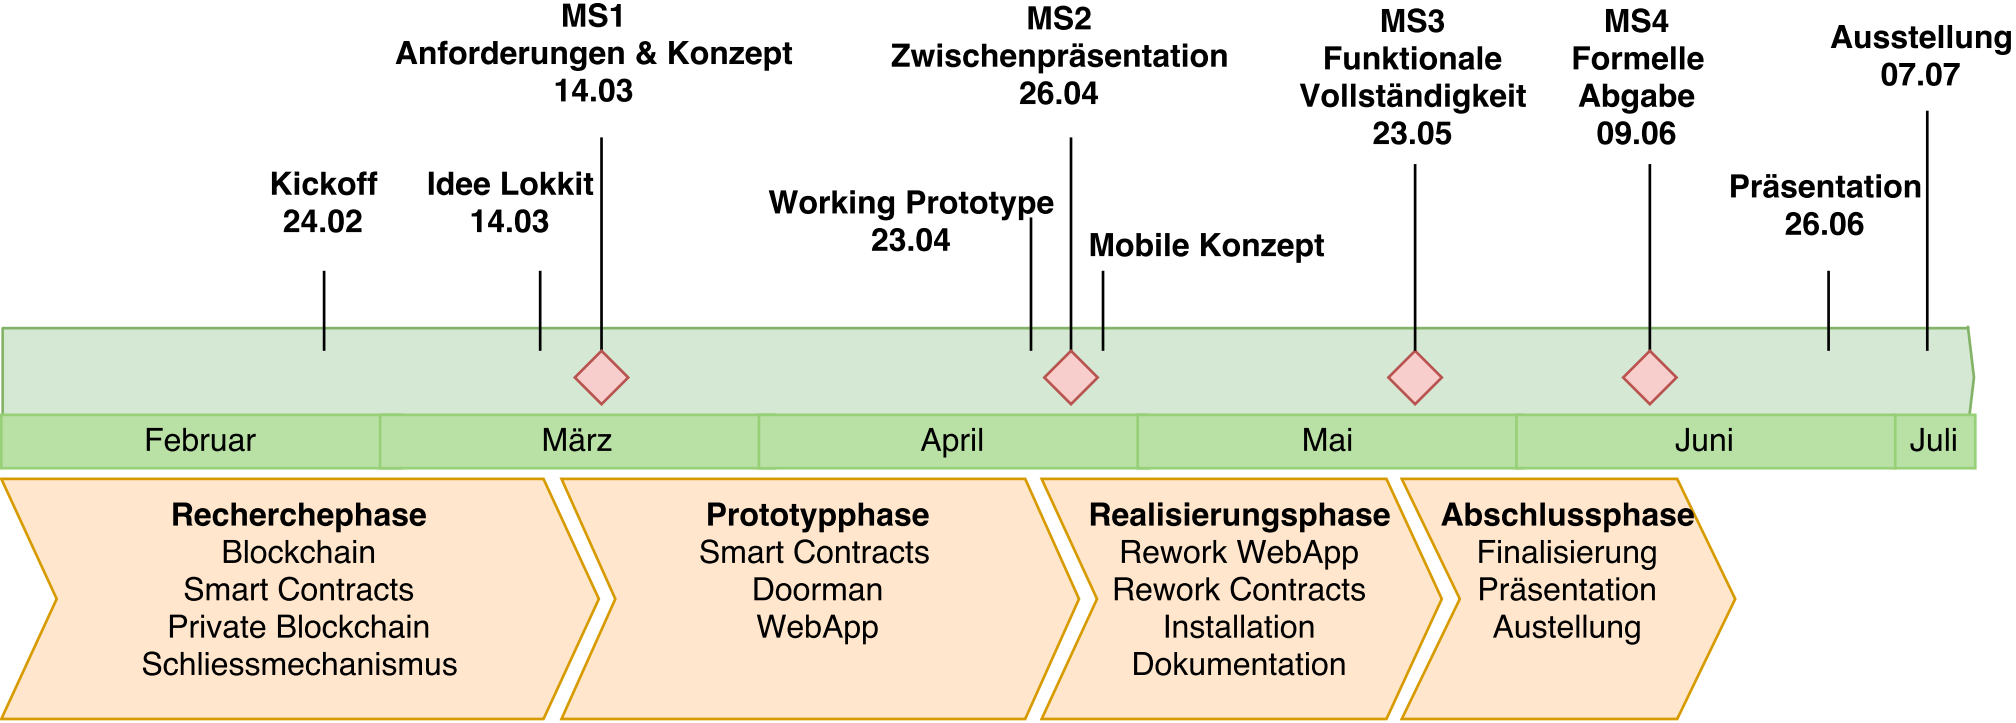 MS1
Anforderungen & Konzept
14.03
MS2
Zwischenpräsentation
26.04
MS3
Funktionale
Vollständigkeit
23.05
MS4
Formelle
Abgabe
09.06
Ausstellung
07.07
Kickoff
24.02
Idee Lokkit
14.03
Working Prototype
23.04
Mobile Konzept
Präsentation
26.06
Februar
März
April
Mai
Juni
Juli
Recherchephase
Blockchain
Smart Contracts
Private Blockchain
Schliessmechanismus
Prototypphase
Smart Contracts
Doorman
WebApp
Realisierungsphase
Rework WebApp
Rework Contracts
Installation
Dokumentation
Abschlussphase
Finalisierung
Präsentation
Austellung